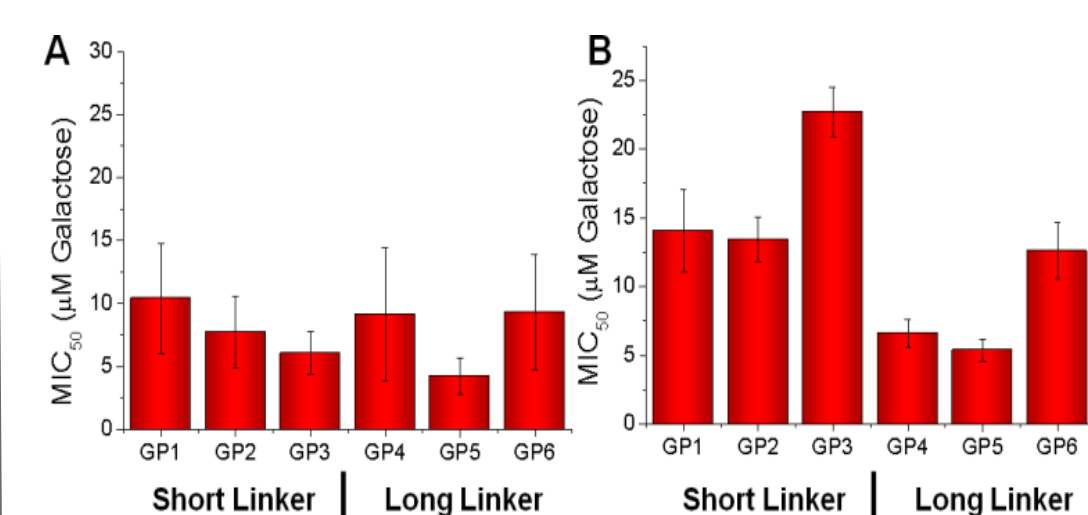 A
MIC50 (μM Galactose)
30
25
20
15
10
5
0
GP1 GP2 GP3 GP4 GP5 GP6
Short Linker Long Linker
B
MIC50 (μM Galactose)
25
20
15
10
5
0
GP1 GP2 GP3 GP4 GP5 GP6
Short Linker Long Linker